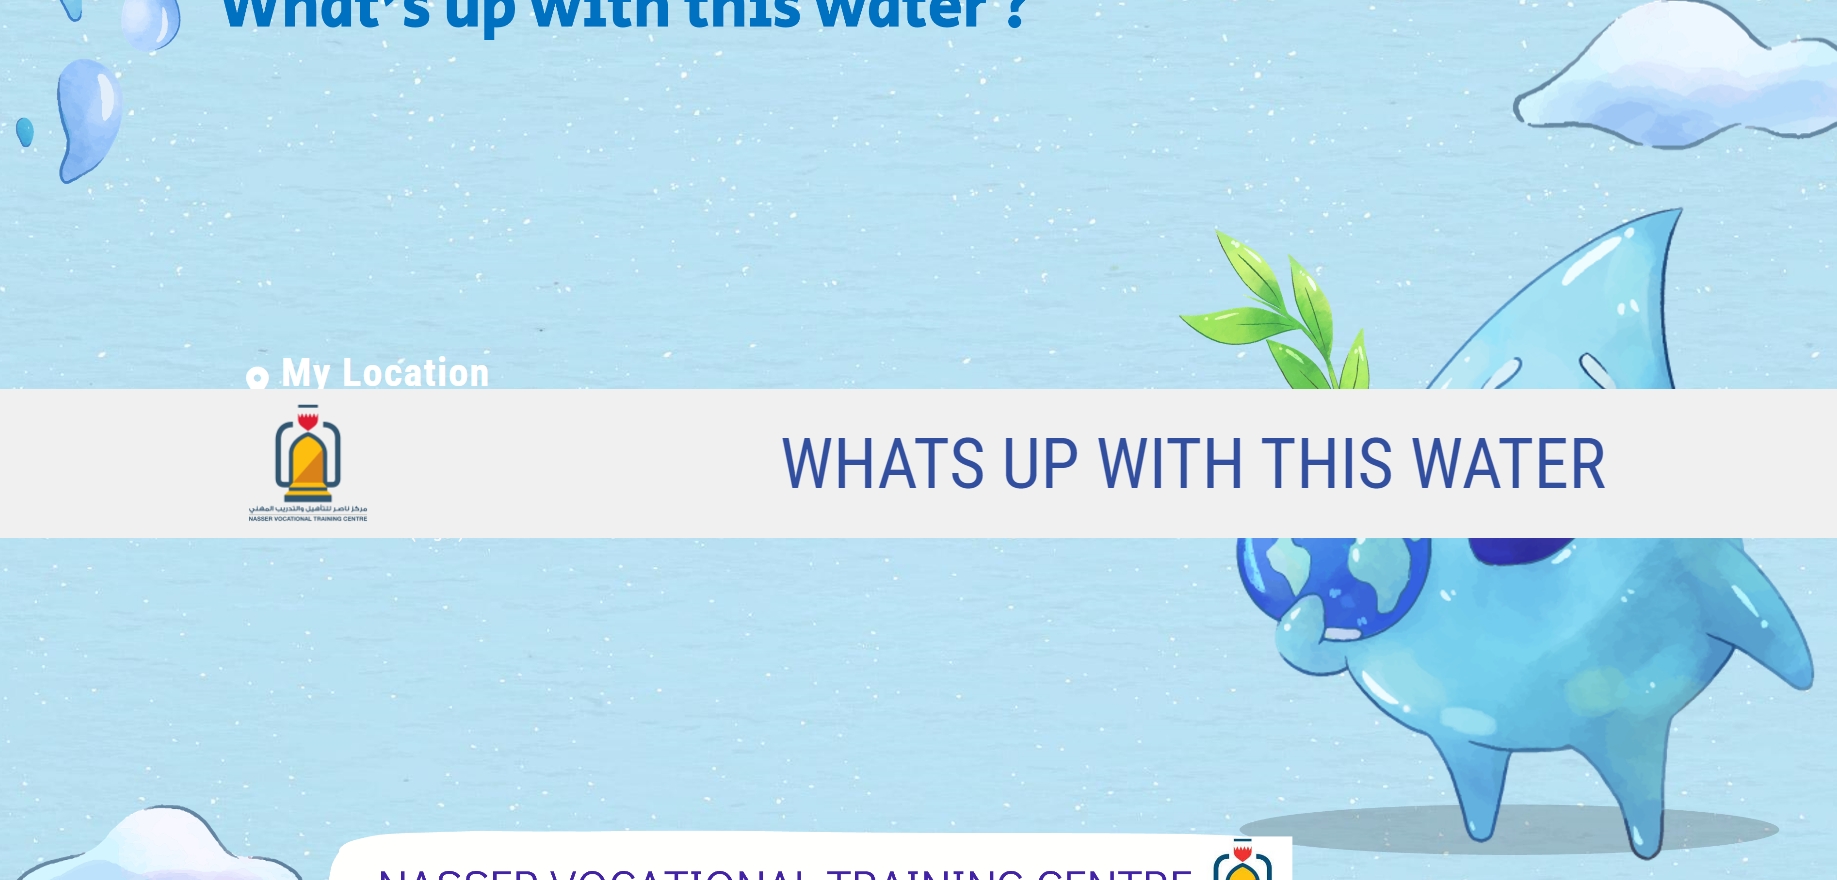 What's up with this water ?
My Location
WHATS UP WITH THIS WATER
مركز ناصر للتأهيل والتدريب المهني
NASSER VOCATIONAL TRAINING CENTRE
NASSER VOCATIONAL TRAINING CENTRE